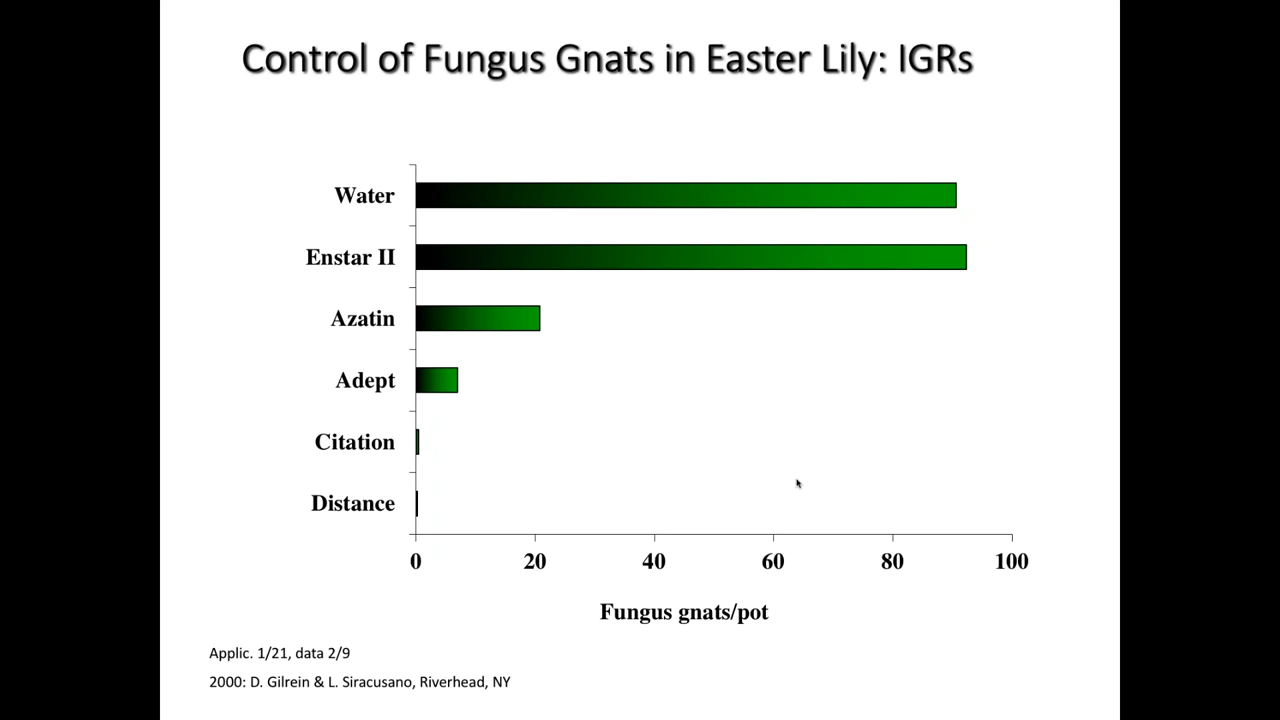 Control of Fungus Gnats in Easter Lily: IGRs
Water
Enstar II
Azatin
Adept
Citation
Distance
0 20 40 60 80 100
Fungus gnats/pot
Applic. 1/21, data 2/9
2000: D. Gilrein & L. Siracusano, Riverhead, NY